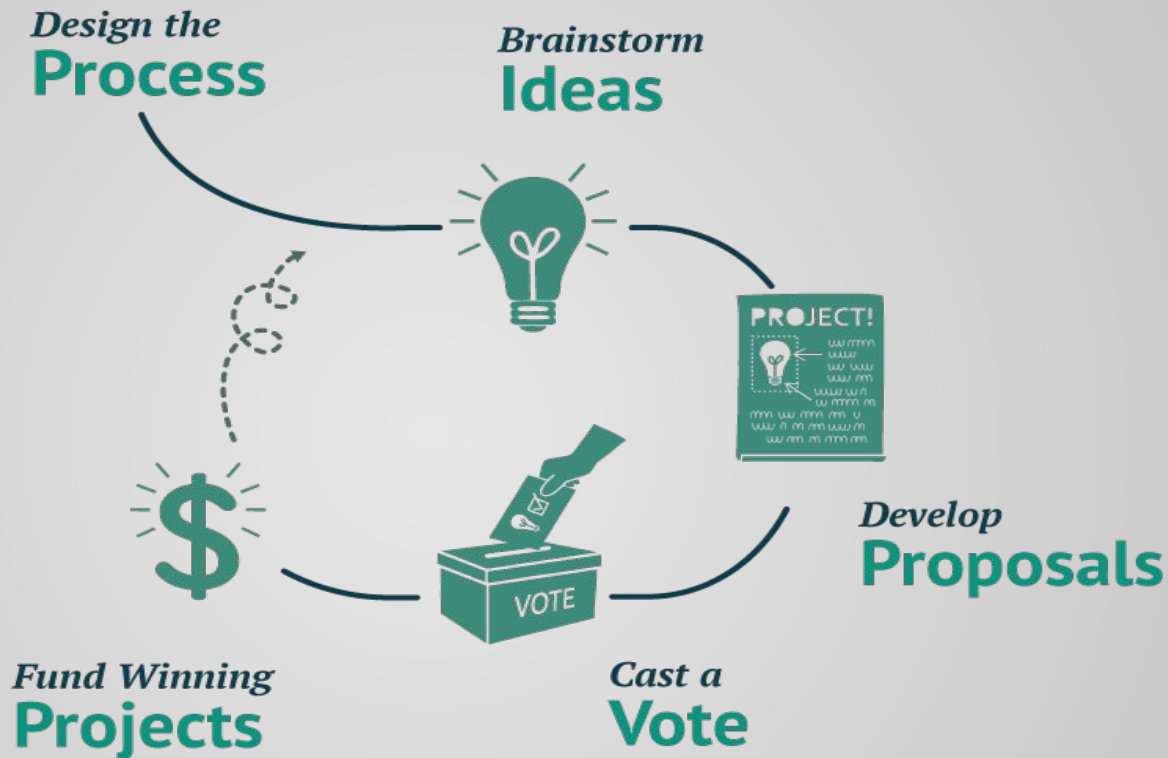 Design the
Process
Brainstorm
Ideas
PROJECT!
Develop
Proposals
VOTE
Cast a
Vote
Fund Winning
Projects